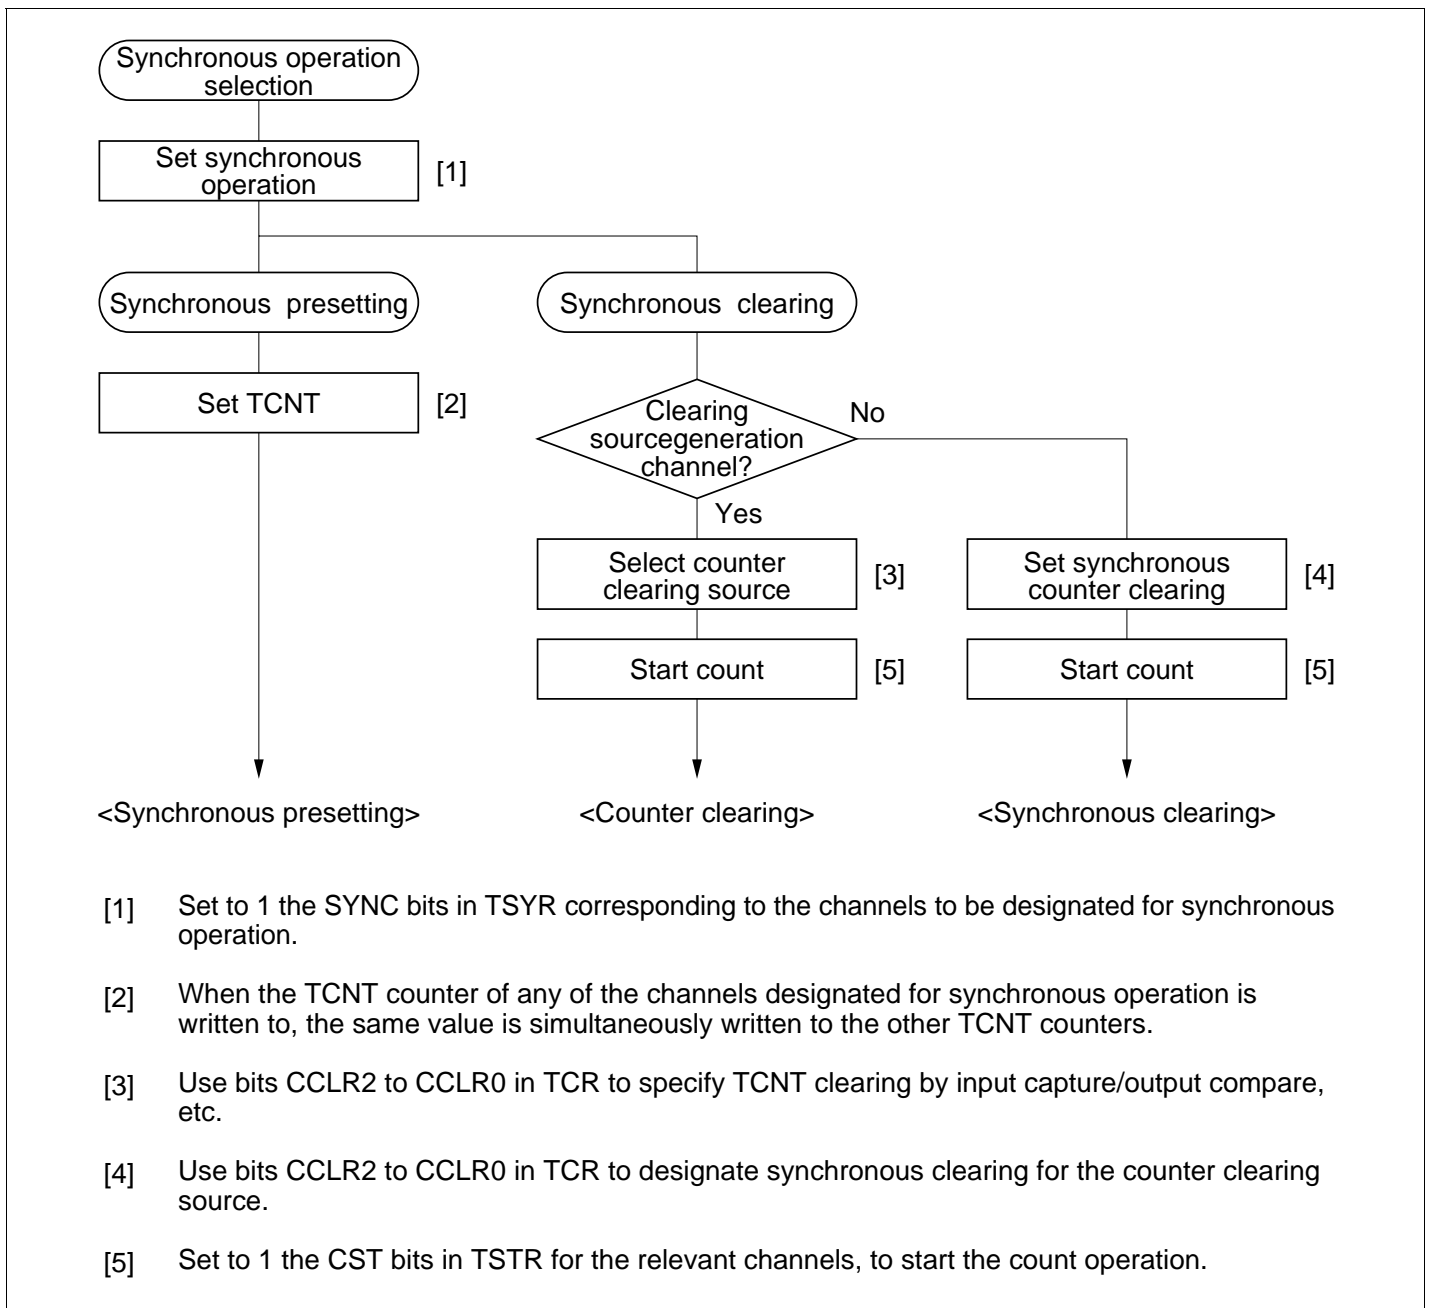 Synchronous operation
selection
Set synchronous
operation
[1]
Synchronous presetting
Synchronous clearing
Set TCNT
[2]
Clearing
sourcegeneration
channel?
No
Yes
Select counter
clearing source
[3]
Set synchronous
counter clearing
[4]
Start count
[5]
Start count
[5]
<Synchronous presetting>
<Counter clearing>
<Synchronous clearing>
[1] Set to 1 the SYNC bits in TSYR corresponding to the channels to be designated for synchronous
operation.
[2] When the TCNT counter of any of the channels designated for synchronous operation is
written to, the same value is simultaneously written to the other TCNT counters.
[3] Use bits CCLR2 to CCLR0 in TCR to specify TCNT clearing by input capture/output compare,
etc.
[4] Use bits CCLR2 to CCLR0 in TCR to designate synchronous clearing for the counter clearing
source.
[5] Set to 1 the CST bits in TSTR for the relevant channels, to start the count operation.